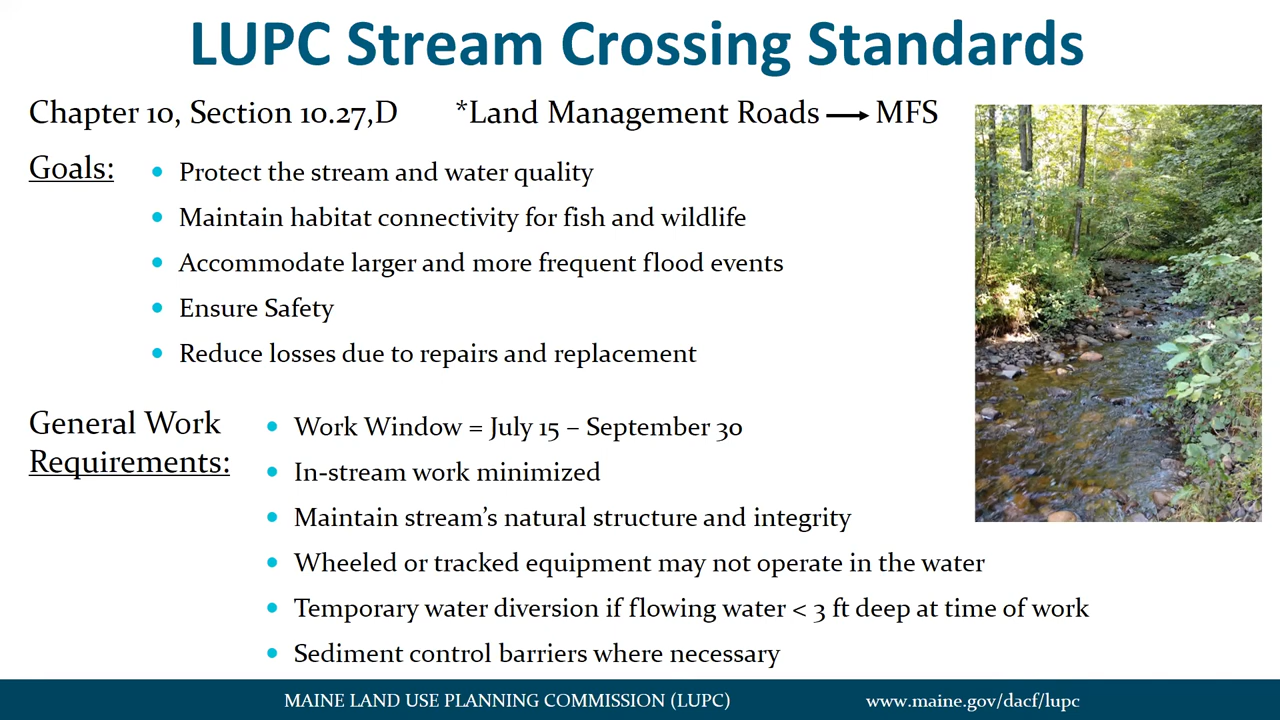 LUPC Stream Crossing Standards
Chapter 10, Section 10.27,D *Land Management Roads → MFS
Goals:
• Protect the stream and water quality
• Maintain habitat connectivity for fish and wildlife
• Accommodate larger and more frequent flood events
• Ensure Safety
• Reduce losses due to repairs and replacement
General Work
Requirements:
• Work Window = July 15 – September 30
• In-stream work minimized
• Maintain stream’s natural structure and integrity
• Wheeled or tracked equipment may not operate in the water
• Temporary water diversion if flowing water < 3 ft deep at time of work
• Sediment control barriers where necessary
MAINE LAND USE PLANNING COMMISSION (LUPC) www.maine.gov/dacf/lupc